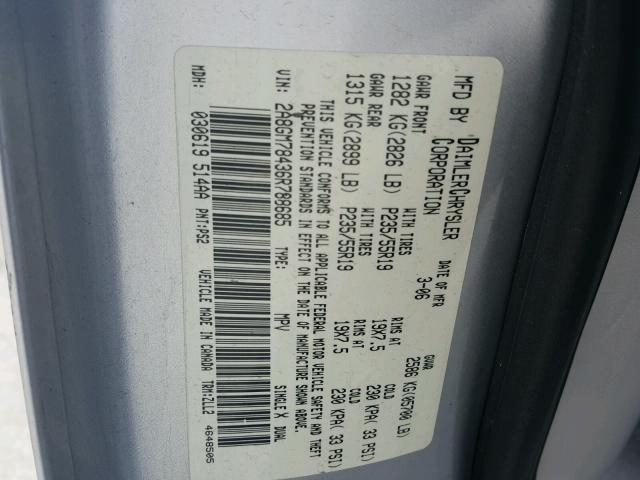 MFD BY DAIMLERCHRYSLER CORPORATION
DATE OF MFR 3-06
GVWR 2586 KG(05700 LB)
GAWR FRONT WITH TIRES RIMS AT COLD
1282 KG(2826 LB) P235/55R19 19X7.5 230 KPA( 33 PSI)
GAWR REAR WITH TIRES RIMS AT COLD
1315 KG(2899 LB) P235/55R19 19X7.5 230 KPA( 33 PSI)
THIS VEHICLE CONFORMS TO ALL APPLICABLE FEDERAL MOTOR VEHICLE SAFETY AND THEFT
PREVENTION STANDARDS IN EFFECT ON THE DATE OF MANUFACTURE SHOWN ABOVE.
VIN: 2A8GM78436R789685 MPV SINGLE X DUAL
MDH: 030619 514AA PNT:PS2 VEHICLE MADE IN CANADA TRM:ZLL2 4648505